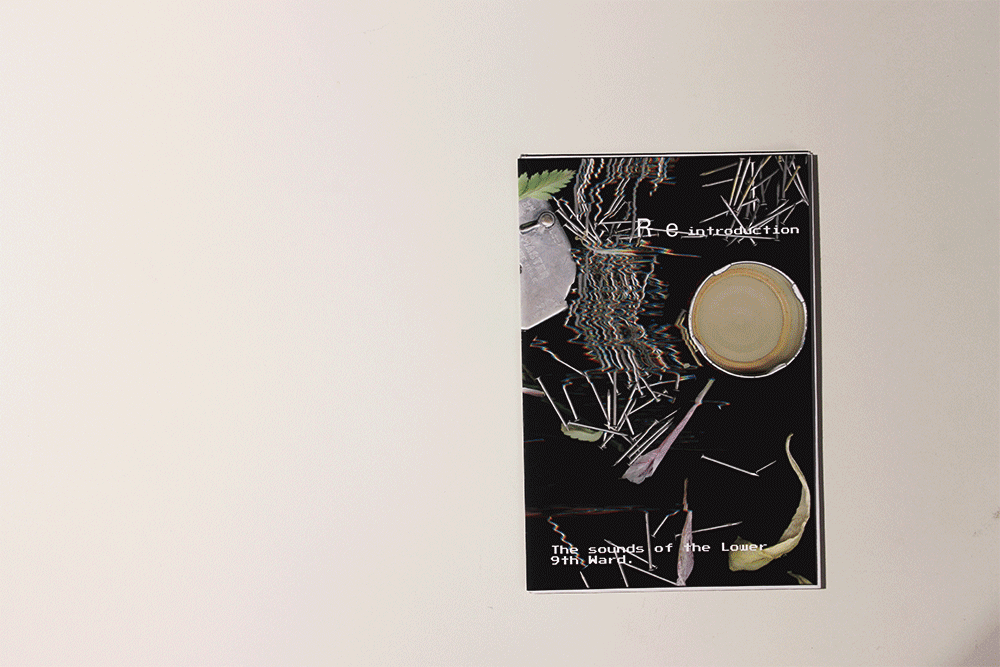 Re introduction
The sounds of the Lower
9th Ward.